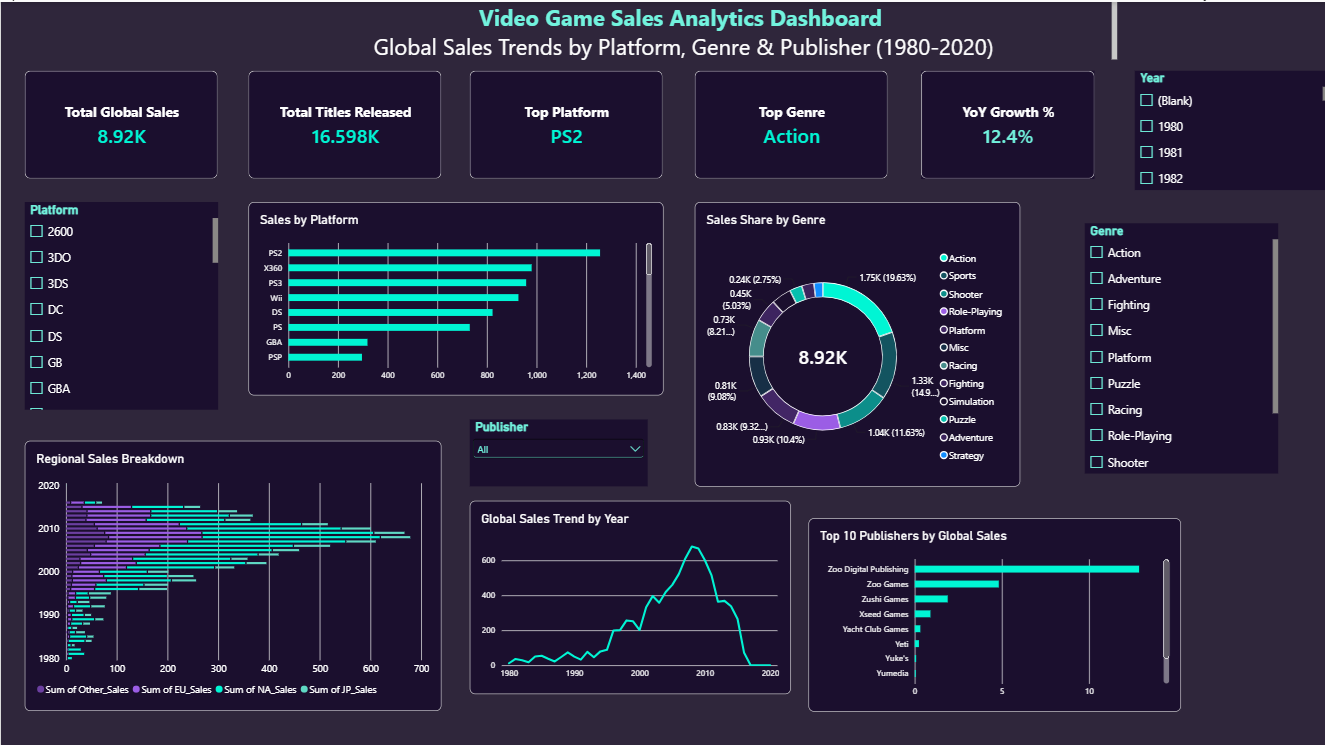 Video Game Sales Analytics Dashboard
Global Sales Trends by Platform, Genre & Publisher (1980-2020)
Total Global Sales
8.92K
Total Titles Released
16.598K
Top Platform
PS2
Top Genre
Action
YoY Growth %
12.4%
Year
(Blank)
1980
1981
1982
Platform
2600
3DO
3DS
DC
DS
GB
GBA
Sales by Platform
PS2
X360
PS3
Wii
DS
PS
GBA
PSP
0 200 400 600 800 1,000 1,200 1,400
Sales Share by Genre
0.24K (2.75%)
0.45K
(5.03%)
0.73K
(8.21...)
0.81K
(9.08%)
0.83K (9.32...)
0.93K (10.4%)
1.04K (11.63%)
1.33K
(14.9...)
1.75K (19.63%)
8.92K
Action
Sports
Shooter
Role-Playing
Platform
Misc
Racing
Fighting
Simulation
Puzzle
Adventure
Strategy
Genre
Action
Adventure
Fighting
Misc
Platform
Puzzle
Racing
Role-Playing
Shooter
Regional Sales Breakdown
2020
2010
2000
1990
1980
0 100 200 300 400 500 600 700
Sum of Other_Sales Sum of EU_Sales Sum of NA_Sales Sum of JP_Sales
Publisher
All
Global Sales Trend by Year
600
400
200
0
1980 1990 2000 2010 2020
Top 10 Publishers by Global Sales
Zoo Digital Publishing
Zoo Games
Zushi Games
Xseed Games
Yacht Club Games
Yeti
Yuke's
Yumedia
0 5 10